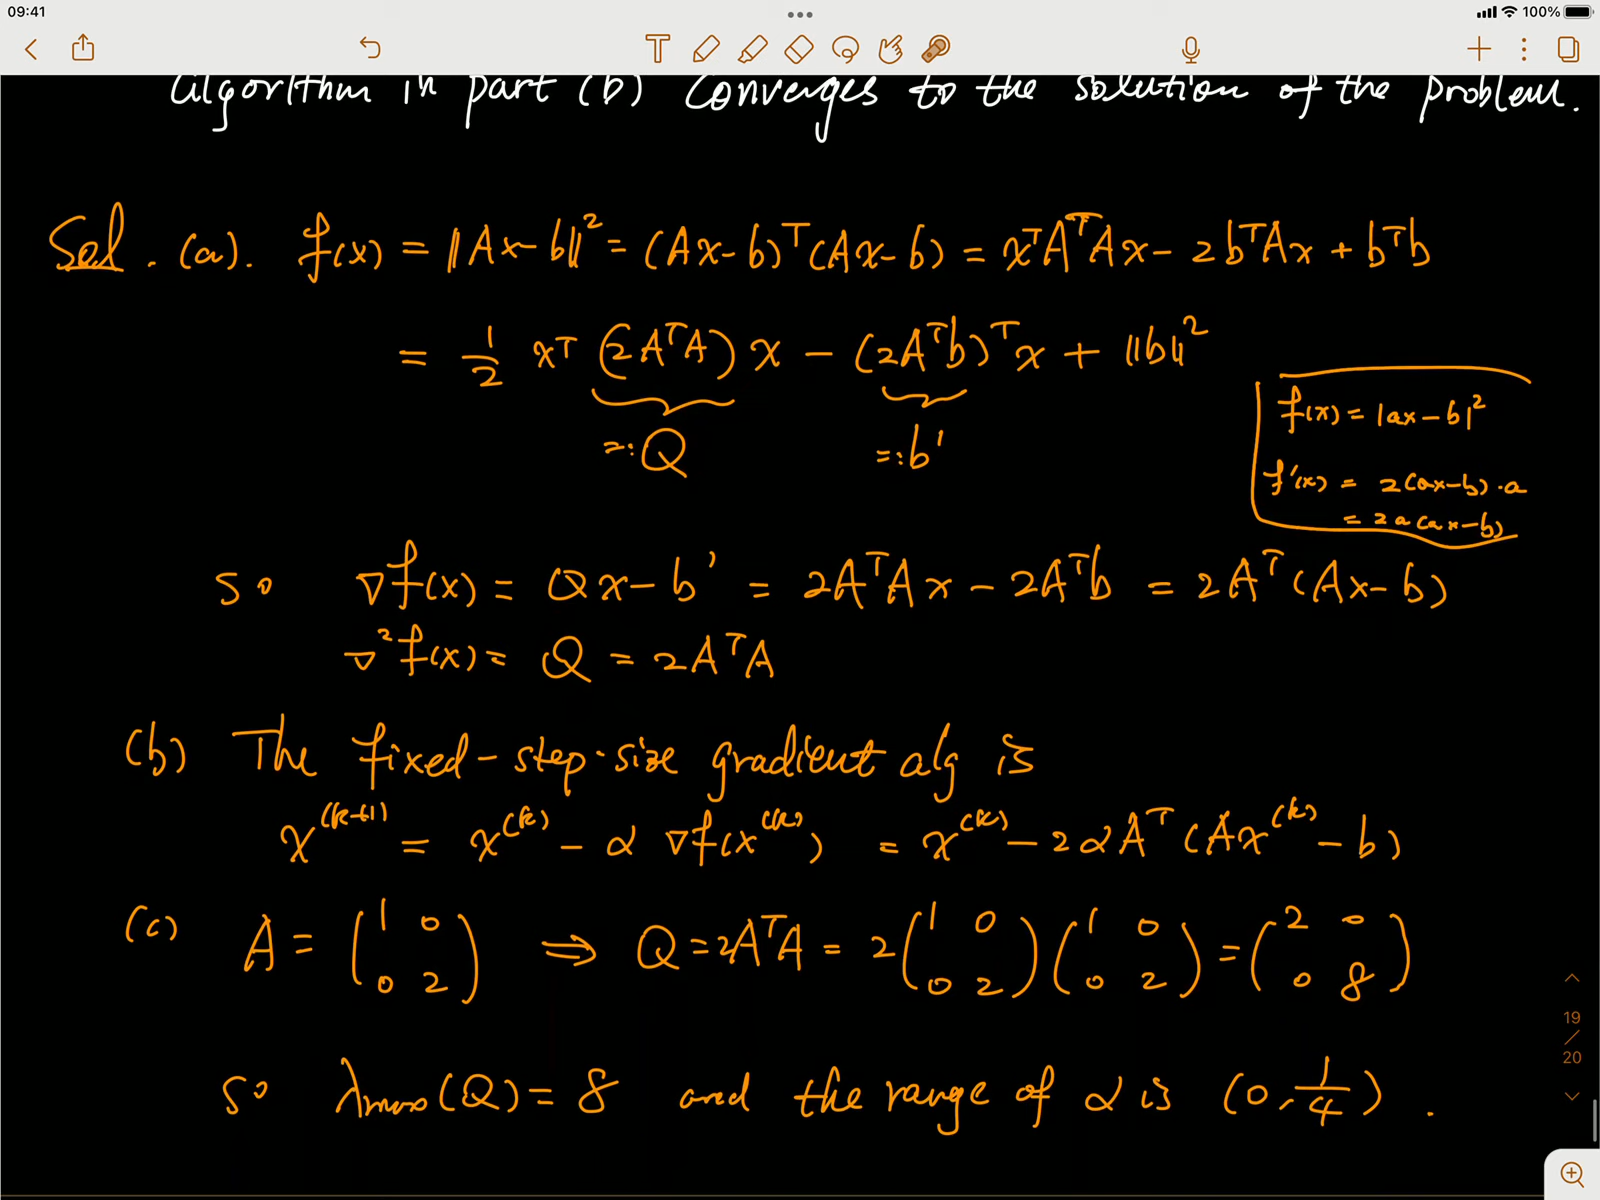 09:41
100%
algorithm in part (b) converges to the solution of the problem.
Sol. (a). f(x) = ||Ax-b||² = (Ax-b)ᵀ(Ax-b) = xᵀAᵀAx - 2bᵀAx + bᵀb
= 1/2 xᵀ (2AᵀA) x - (2Aᵀb)ᵀx + ||b||²
=: Q =: b'
f(x) = |ax-b|²
f'(x) = 2(ax-b)·a
= 2a(ax-b)
so ∇f(x) = Qx - b' = 2AᵀAx - 2Aᵀb = 2Aᵀ(Ax-b)
∇²f(x) = Q = 2AᵀA
(b) The fixed-step-size gradient alg is
x^(k+1) = x^(k) - α ∇f(x^(k)) = x^(k) - 2αAᵀ(Ax^(k) - b)
(c) A = (1 0; 0 2) ⇒ Q = 2AᵀA = 2(1 0; 0 2)(1 0; 0 2) = (2 0; 0 8)
so λmax(Q) = 8 and the range of α is (0, 1/4).
19
/
20